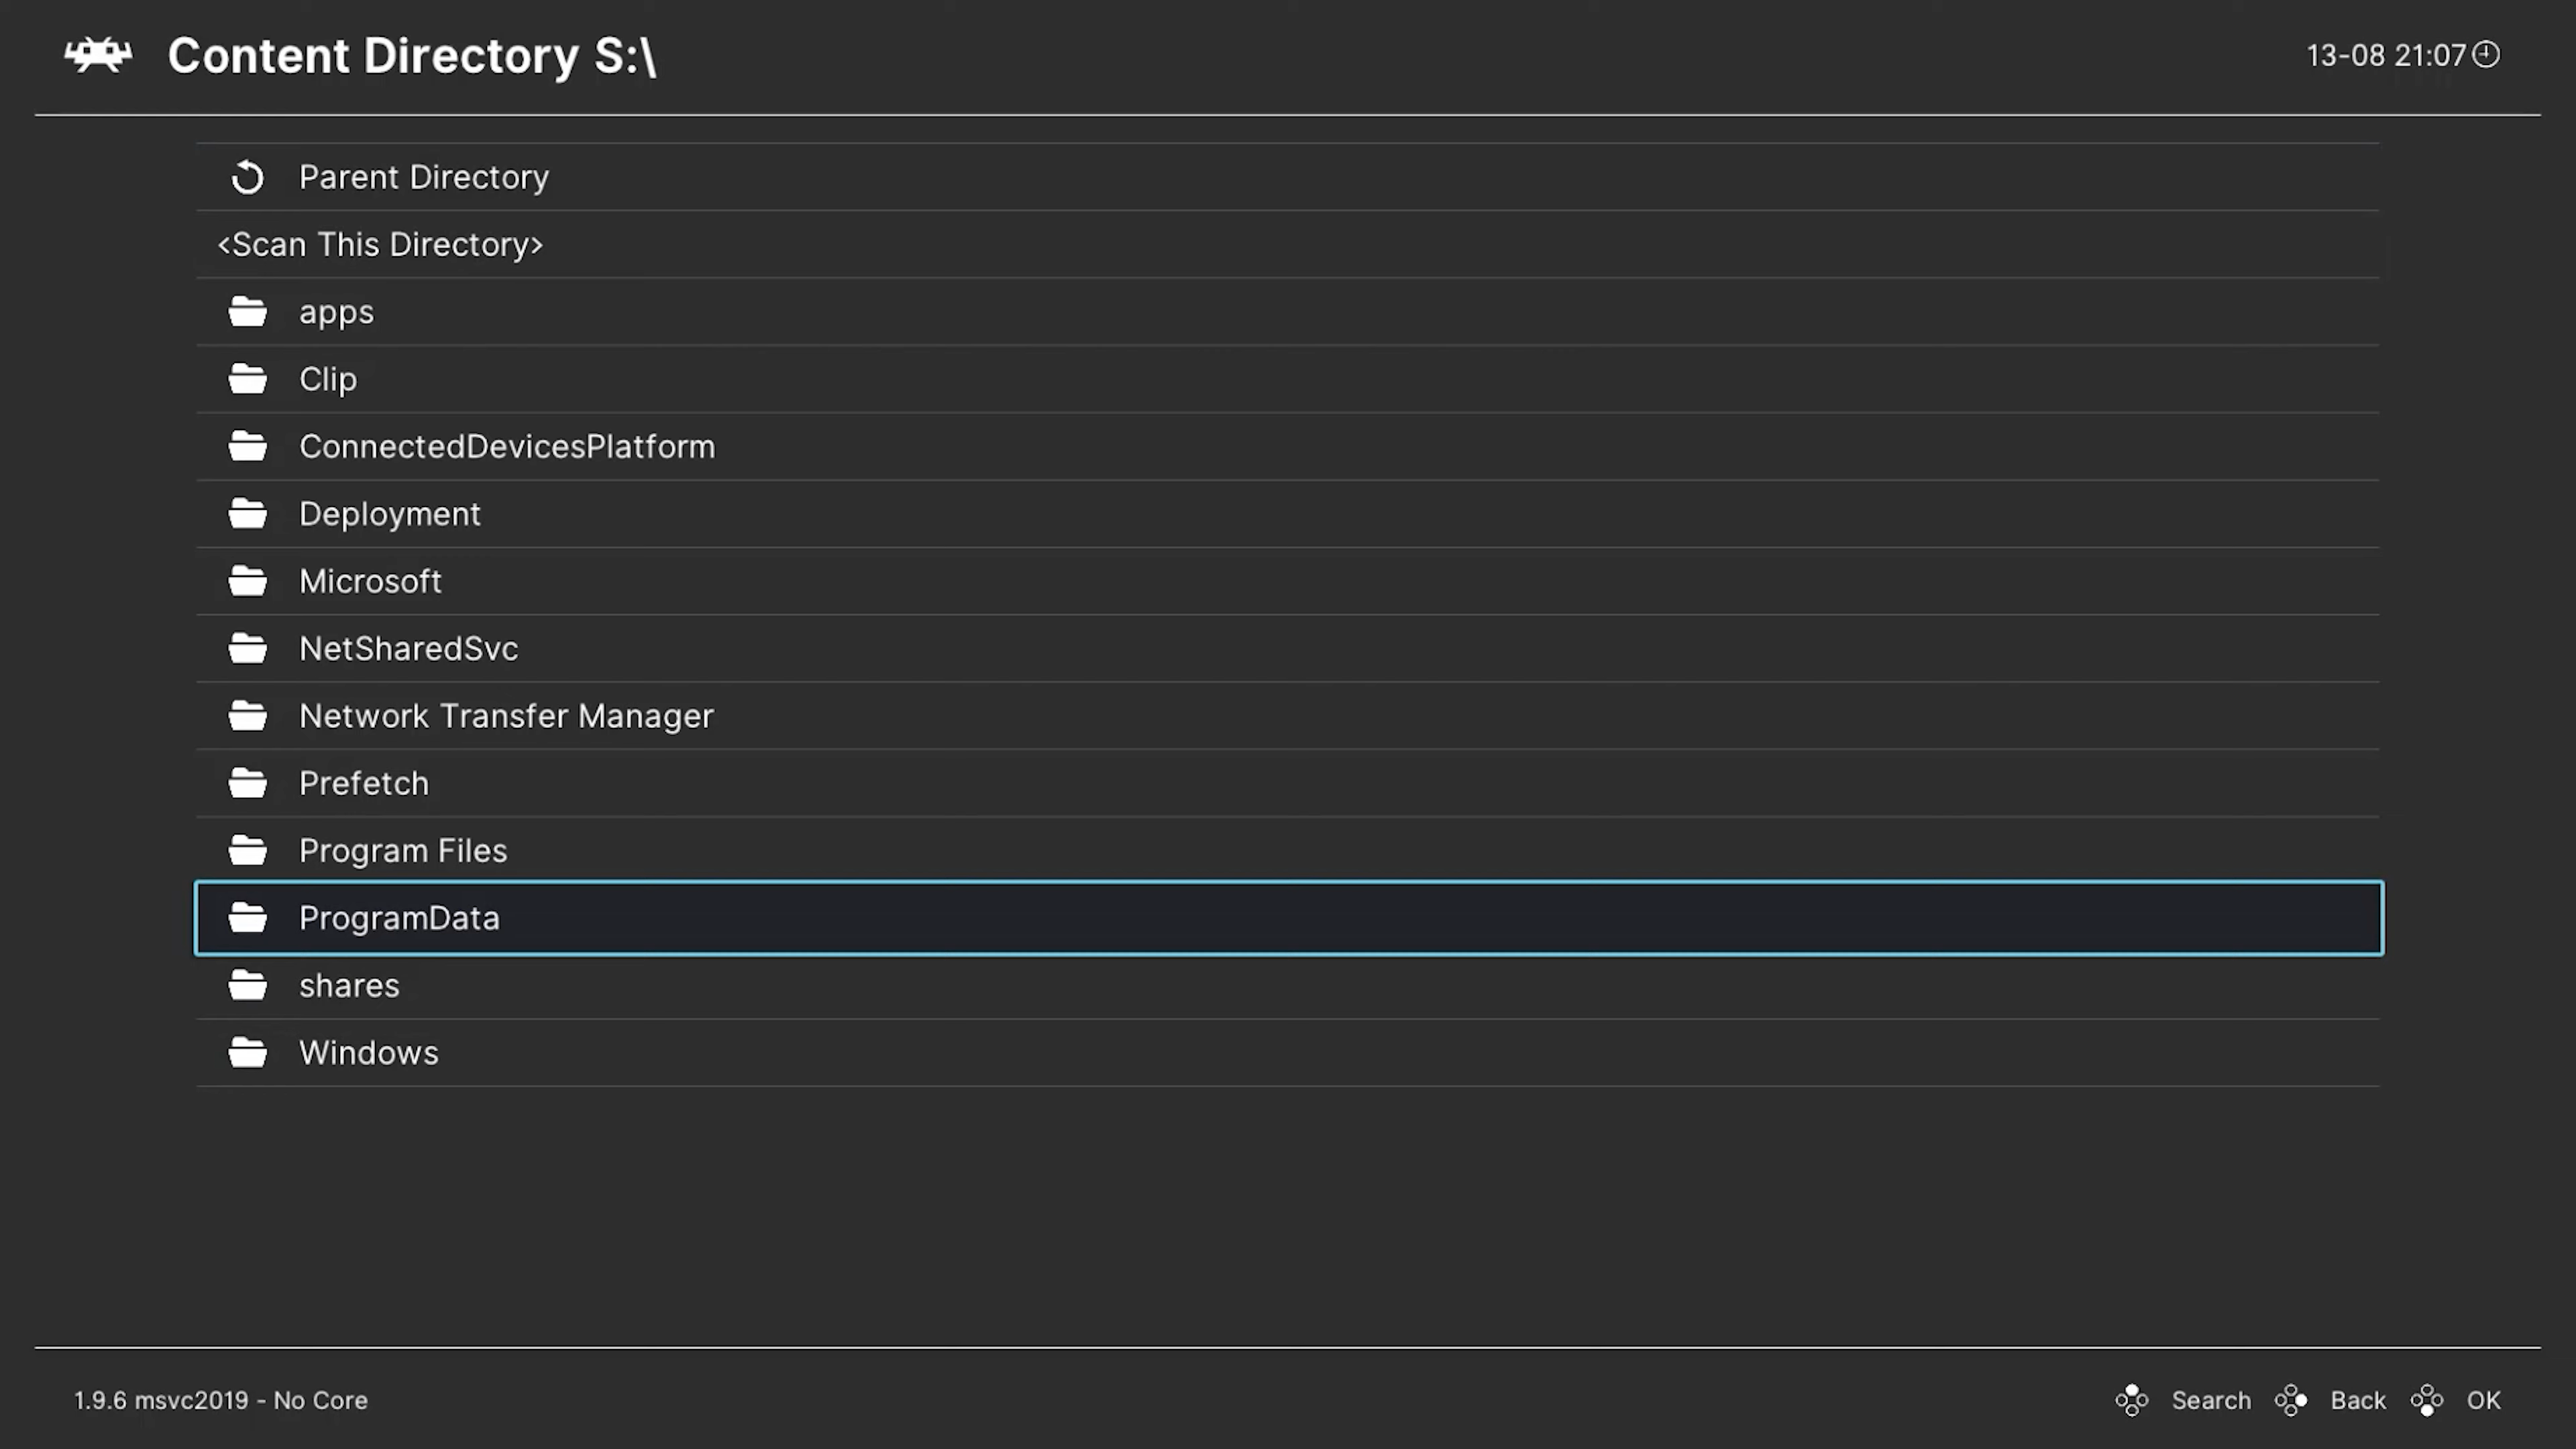 Content Directory S:\
13-08 21:07
Parent Directory
<Scan This Directory>
apps
Clip
ConnectedDevicesPlatform
Deployment
Microsoft
NetSharedSvc
Network Transfer Manager
Prefetch
Program Files
ProgramData
shares
Windows
1.9.6 msvc2019 - No Core
Search Back OK